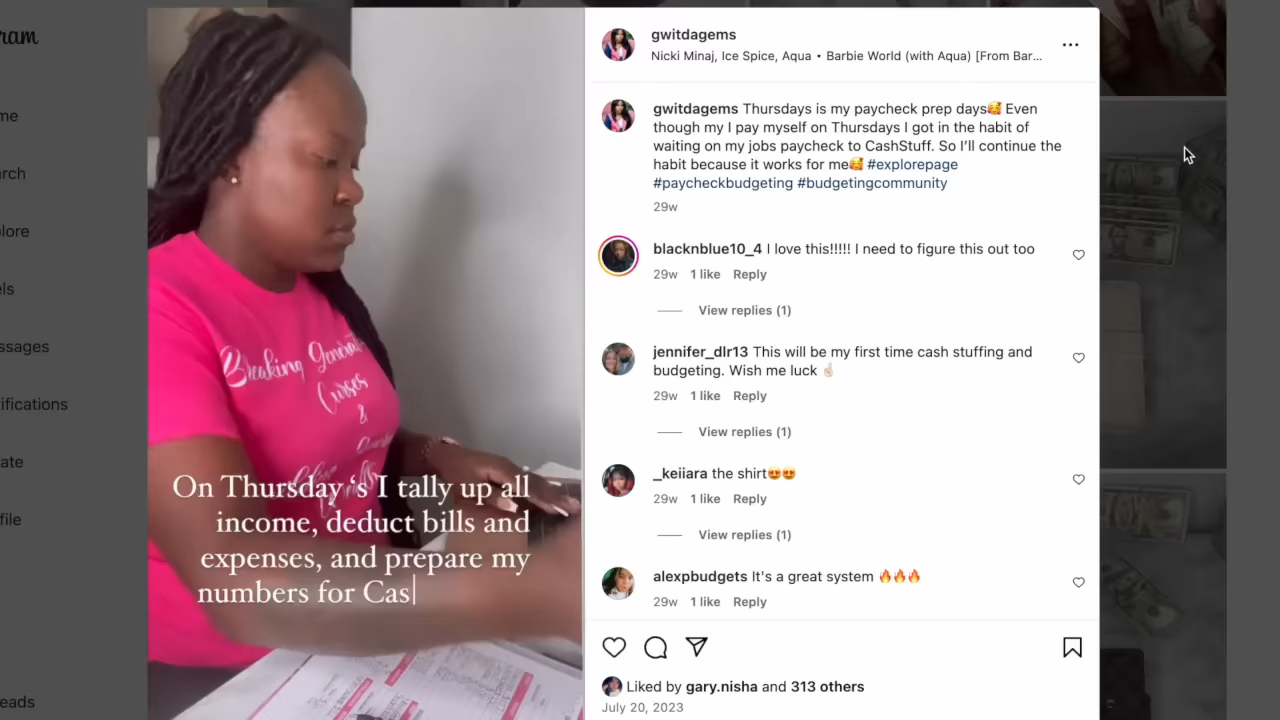 ram
me
rch
lore
ls
ssages
ifications
ate
file
eads
Breaking Generat
Curses
&
On Thursday's I tally up all
income, deduct bills and
expenses, and prepare my
numbers for Cas
gwitdagems
Nicki Minaj, Ice Spice, Aqua • Barbie World (with Aqua) [From Bar...
gwitdagems Thursdays is my paycheck prep days🥰 Even
though my I pay myself on Thursdays I got in the habit of
waiting on my jobs paycheck to CashStuff. So I'll continue the
habit because it works for me🥰 #explorepage
#paycheckbudgeting #budgetingcommunity
29w
blacknblue10_4 I love this!!!!! I need to figure this out too
29w 1 like Reply
View replies (1)
jennifer_dlr13 This will be my first time cash stuffing and
budgeting. Wish me luck 🤞🏻
29w 1 like Reply
View replies (1)
_keiiara the shirt😍😍
29w 1 like Reply
View replies (1)
alexpbudgets It's a great system 🔥🔥🔥
29w 1 like Reply
Liked by gary.nisha and 313 others
July 20, 2023